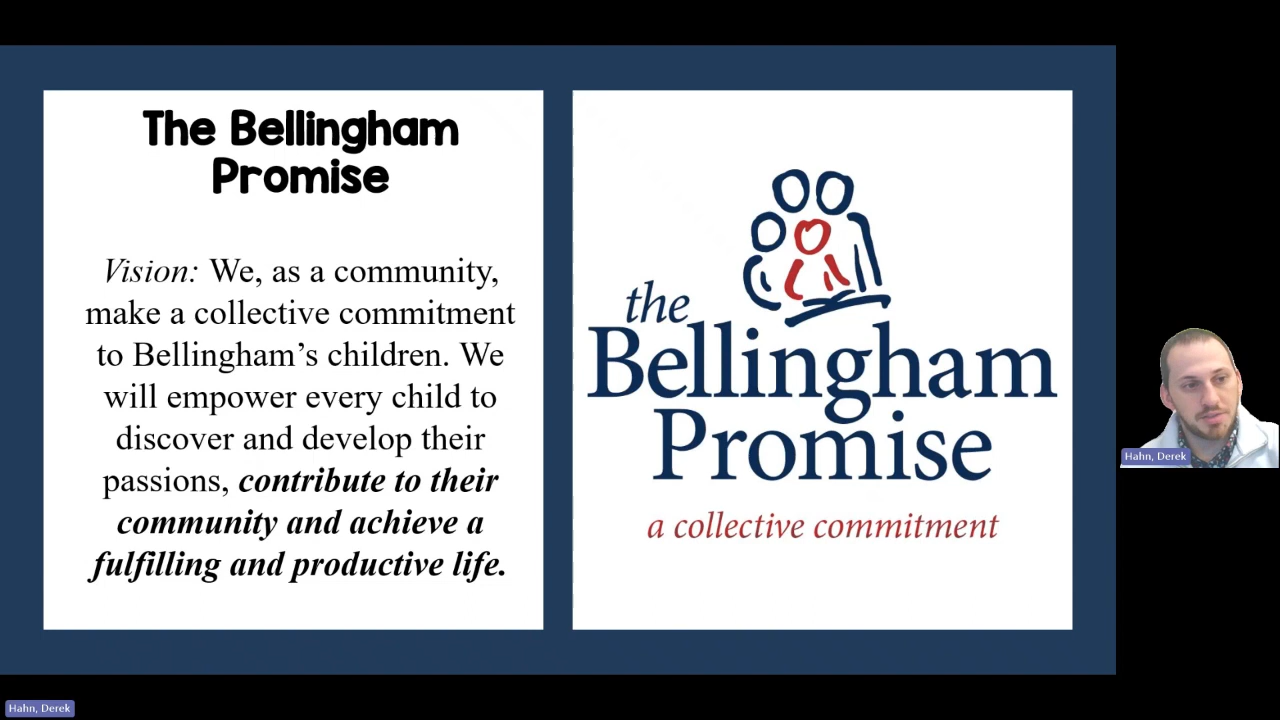 The Bellingham
Promise
Vision: We, as a community,
make a collective commitment
to Bellingham’s children. We
will empower every child to
discover and develop their
passions, contribute to their
community and achieve a
fulfilling and productive life.
the
Bellingham
Promise
a collective commitment
Hahn, Derek
Hahn, Derek